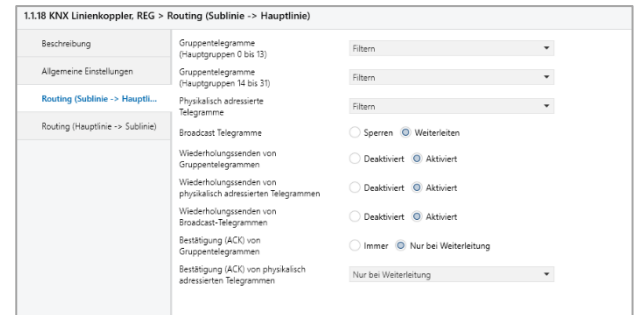 1.1.18 KNX Linienkoppler, REG > Routing (Sublinie -> Hauptlinie)
Beschreibung
Allgemeine Einstellungen
Routing (Sublinie -> Hauptli...
Routing (Hauptlinie -> Sublinie)
Gruppentelegramme
(Hauptgruppen 0 bis 13)
Filtern
Gruppentelegramme
(Hauptgruppen 14 bis 31)
Filtern
Physikalisch adressierte
Telegramme
Filtern
Broadcast Telegramme
Sperren Weiterleiten
Wiederholungssenden von
Gruppentelegrammen
Deaktiviert Aktiviert
Wiederholungssenden von
physikalisch adressierten Telegrammen
Deaktiviert Aktiviert
Wiederholungssenden von
Broadcast-Telegrammen
Deaktiviert Aktiviert
Bestätigung (ACK) von
Gruppentelegrammen
Immer Nur bei Weiterleitung
Bestätigung (ACK) von physikalisch
adressierten Telegrammen
Nur bei Weiterleitung